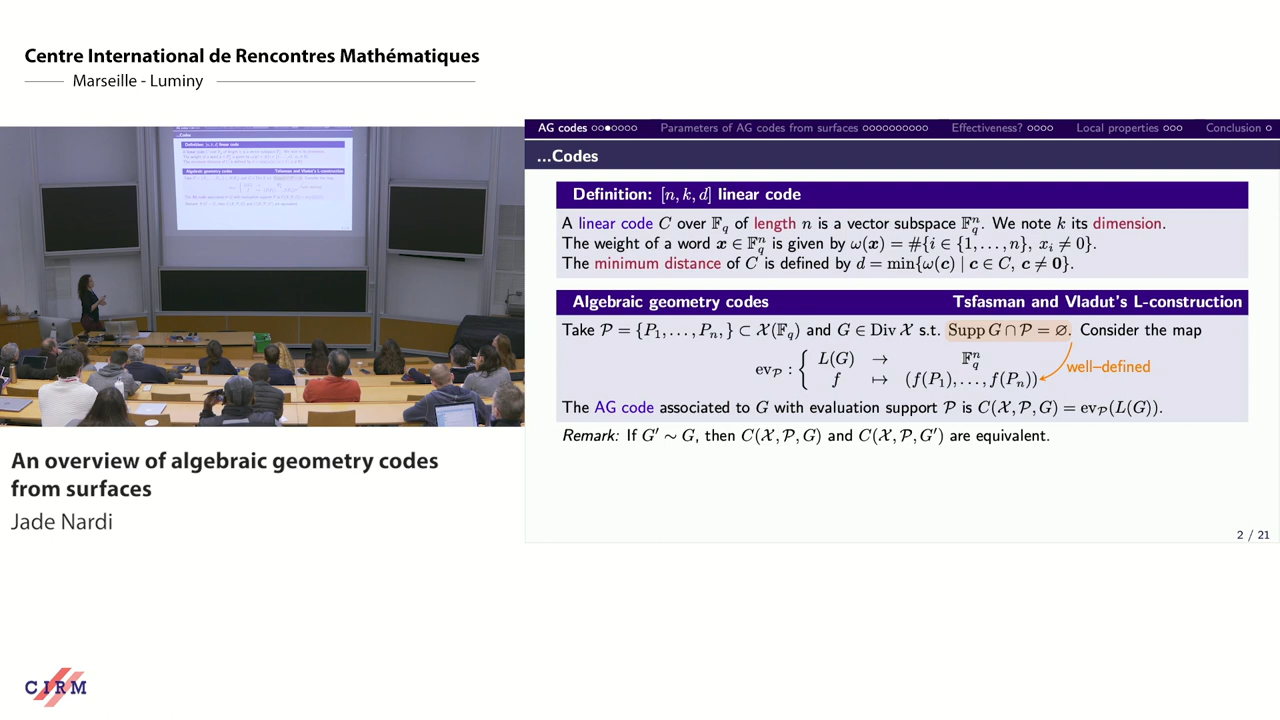 Centre International de Rencontres Mathématiques
Marseille - Luminy
AG codes Parameters of AG codes from surfaces Effectiveness? Local properties Conclusion
...Codes
Definition: [n, k, d] linear code
A linear code C over 𝔽_q of length n is a vector subspace 𝔽_q^n. We note k its dimension.
The weight of a word x ∈ 𝔽_q^n is given by ω(x) = #{i ∈ {1, . . . , n}, x_i ≠ 0}.
The minimum distance of C is defined by d = min{ω(c) | c ∈ C, c ≠ 0}.
Algebraic geometry codes Tsfasman and Vladut's L-construction
Take 𝒫 = {P_1, . . . , P_n, } ⊂ 𝒳(𝔽_q) and G ∈ Div 𝒳 s.t. Supp G ∩ 𝒫 = ∅. Consider the map
ev_𝒫 : { L(G) → 𝔽_q^n
f ↦ (f(P_1), . . . , f(P_n))
well–defined
The AG code associated to G with evaluation support 𝒫 is C(𝒳, 𝒫, G) = ev_𝒫(L(G)).
Remark: If G′ ∼ G, then C(𝒳, 𝒫, G) and C(𝒳, 𝒫, G′) are equivalent.
2 / 21
An overview of algebraic geometry codes
from surfaces
Jade Nardi
CIRM